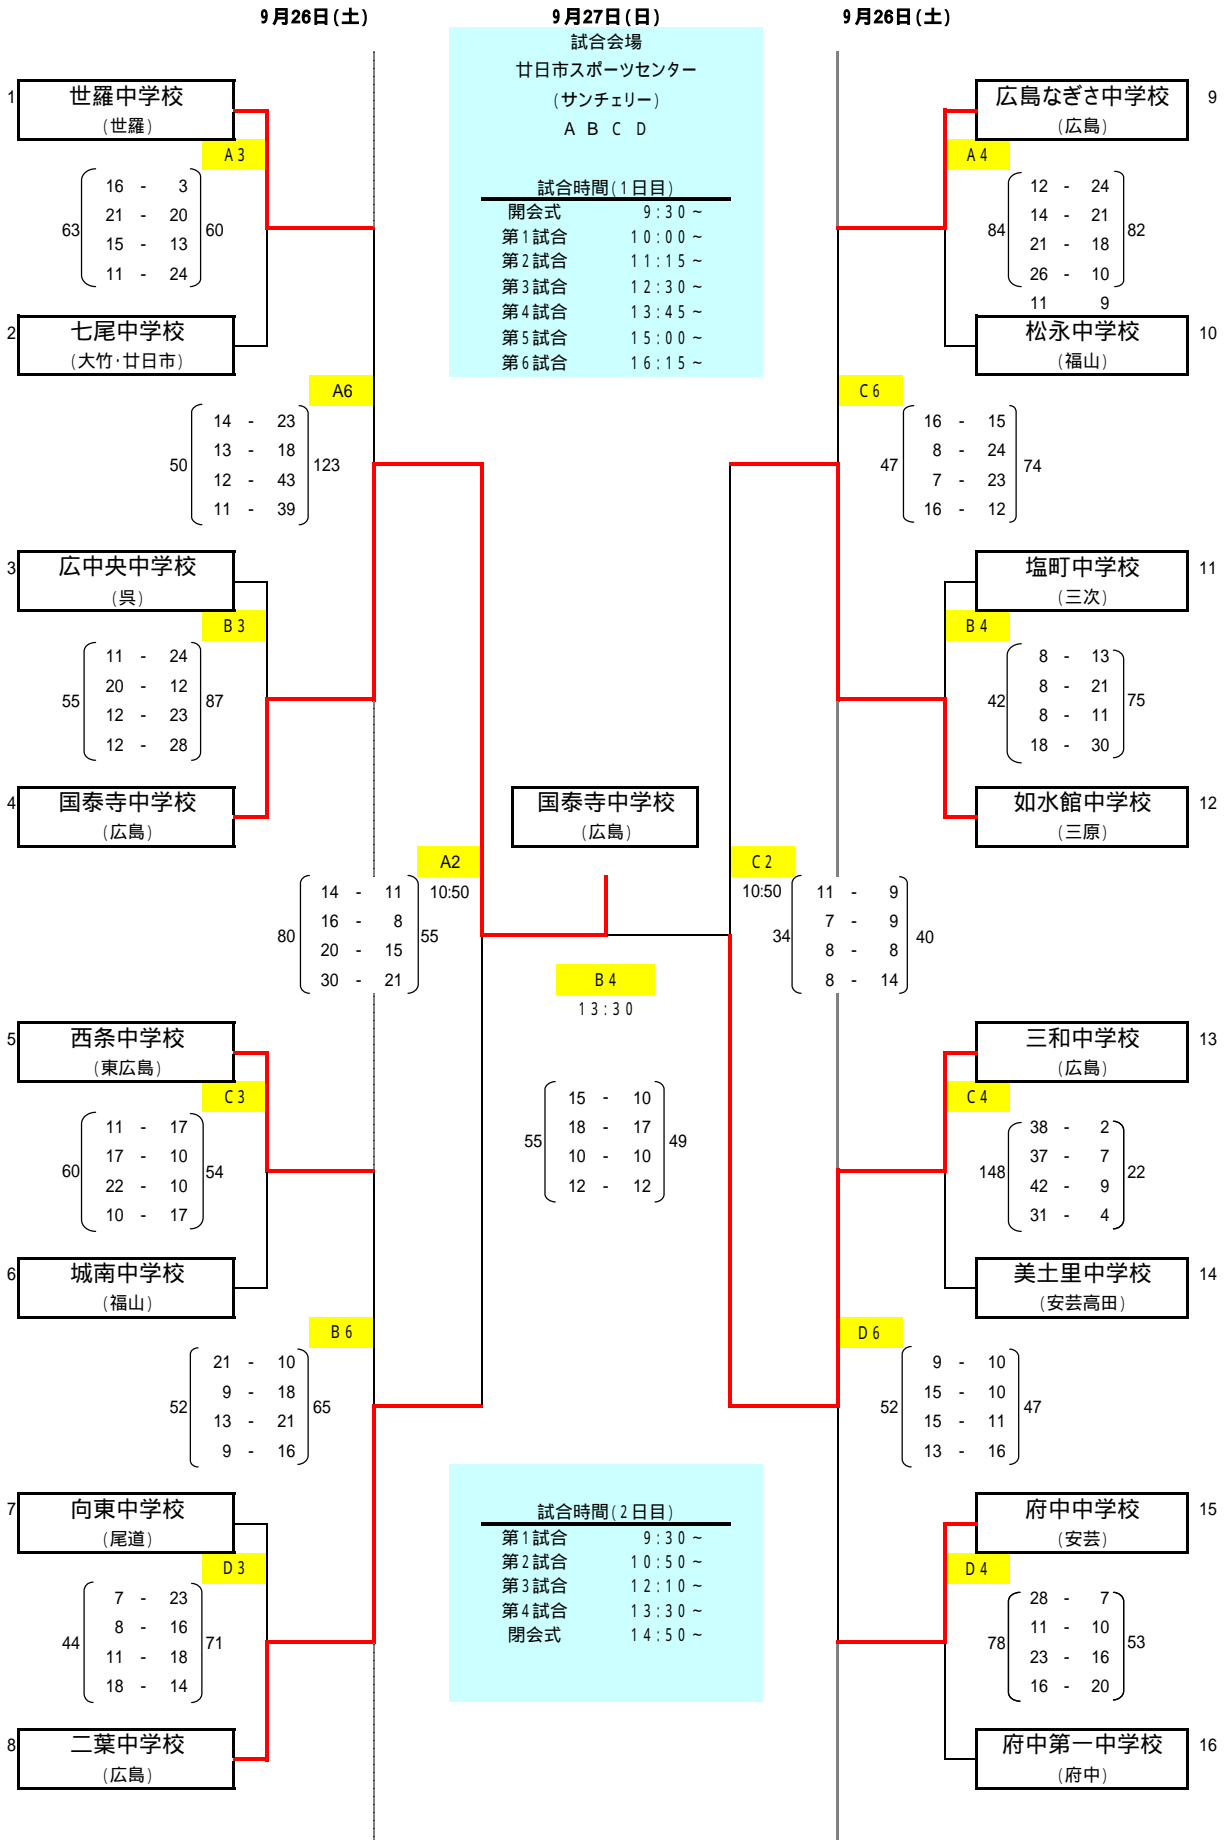 9月26日(土)
9月27日(日)
9月26日(土)
試合会場
廿日市スポーツセンター
(サンチェリー)
A B C D
試合時間(1日目)
開会式 9:30~
第1試合 10:00~
第2試合 11:15~
第3試合 12:30~
第4試合 13:45~
第5試合 15:00~
第6試合 16:15~
1
世羅中学校
(世羅)
A3
63
16 - 3
21 - 20
15 - 13
11 - 24
60
2
七尾中学校
(大竹・廿日市)
A6
50
14 - 23
13 - 18
12 - 43
11 - 39
123
3
広中央中学校
(呉)
B3
55
11 - 24
20 - 12
12 - 23
12 - 28
87
4
国泰寺中学校
(広島)
A2
10:50
80
14 - 11
16 - 8
20 - 15
30 - 21
55
5
西条中学校
(東広島)
C3
60
11 - 17
17 - 10
22 - 10
10 - 17
54
6
城南中学校
(福山)
B6
52
21 - 10
9 - 18
13 - 21
9 - 16
65
7
向東中学校
(尾道)
D3
44
7 - 23
8 - 16
11 - 18
18 - 14
71
8
二葉中学校
(広島)
国泰寺中学校
(広島)
B4
13:30
55
15 - 10
18 - 17
10 - 10
12 - 12
49
試合時間(2日目)
第1試合 9:30~
第2試合 10:50~
第3試合 12:10~
第4試合 13:30~
閉会式 14:50~
広島なぎさ中学校
(広島)
9
A4
84
12 - 24
14 - 21
21 - 18
26 - 10
11 9
82
松永中学校
(福山)
10
C6
47
16 - 15
8 - 24
7 - 23
16 - 12
74
塩町中学校
(三次)
11
B4
42
8 - 13
8 - 21
8 - 11
18 - 30
75
如水館中学校
(三原)
12
C2
10:50
34
11 - 9
7 - 9
8 - 8
8 - 14
40
三和中学校
(広島)
13
C4
148
38 - 2
37 - 7
42 - 9
31 - 4
22
美土里中学校
(安芸高田)
14
D6
52
9 - 10
15 - 10
15 - 11
13 - 16
47
府中中学校
(安芸)
15
D4
78
28 - 7
11 - 10
23 - 16
16 - 20
53
府中第一中学校
(府中)
16